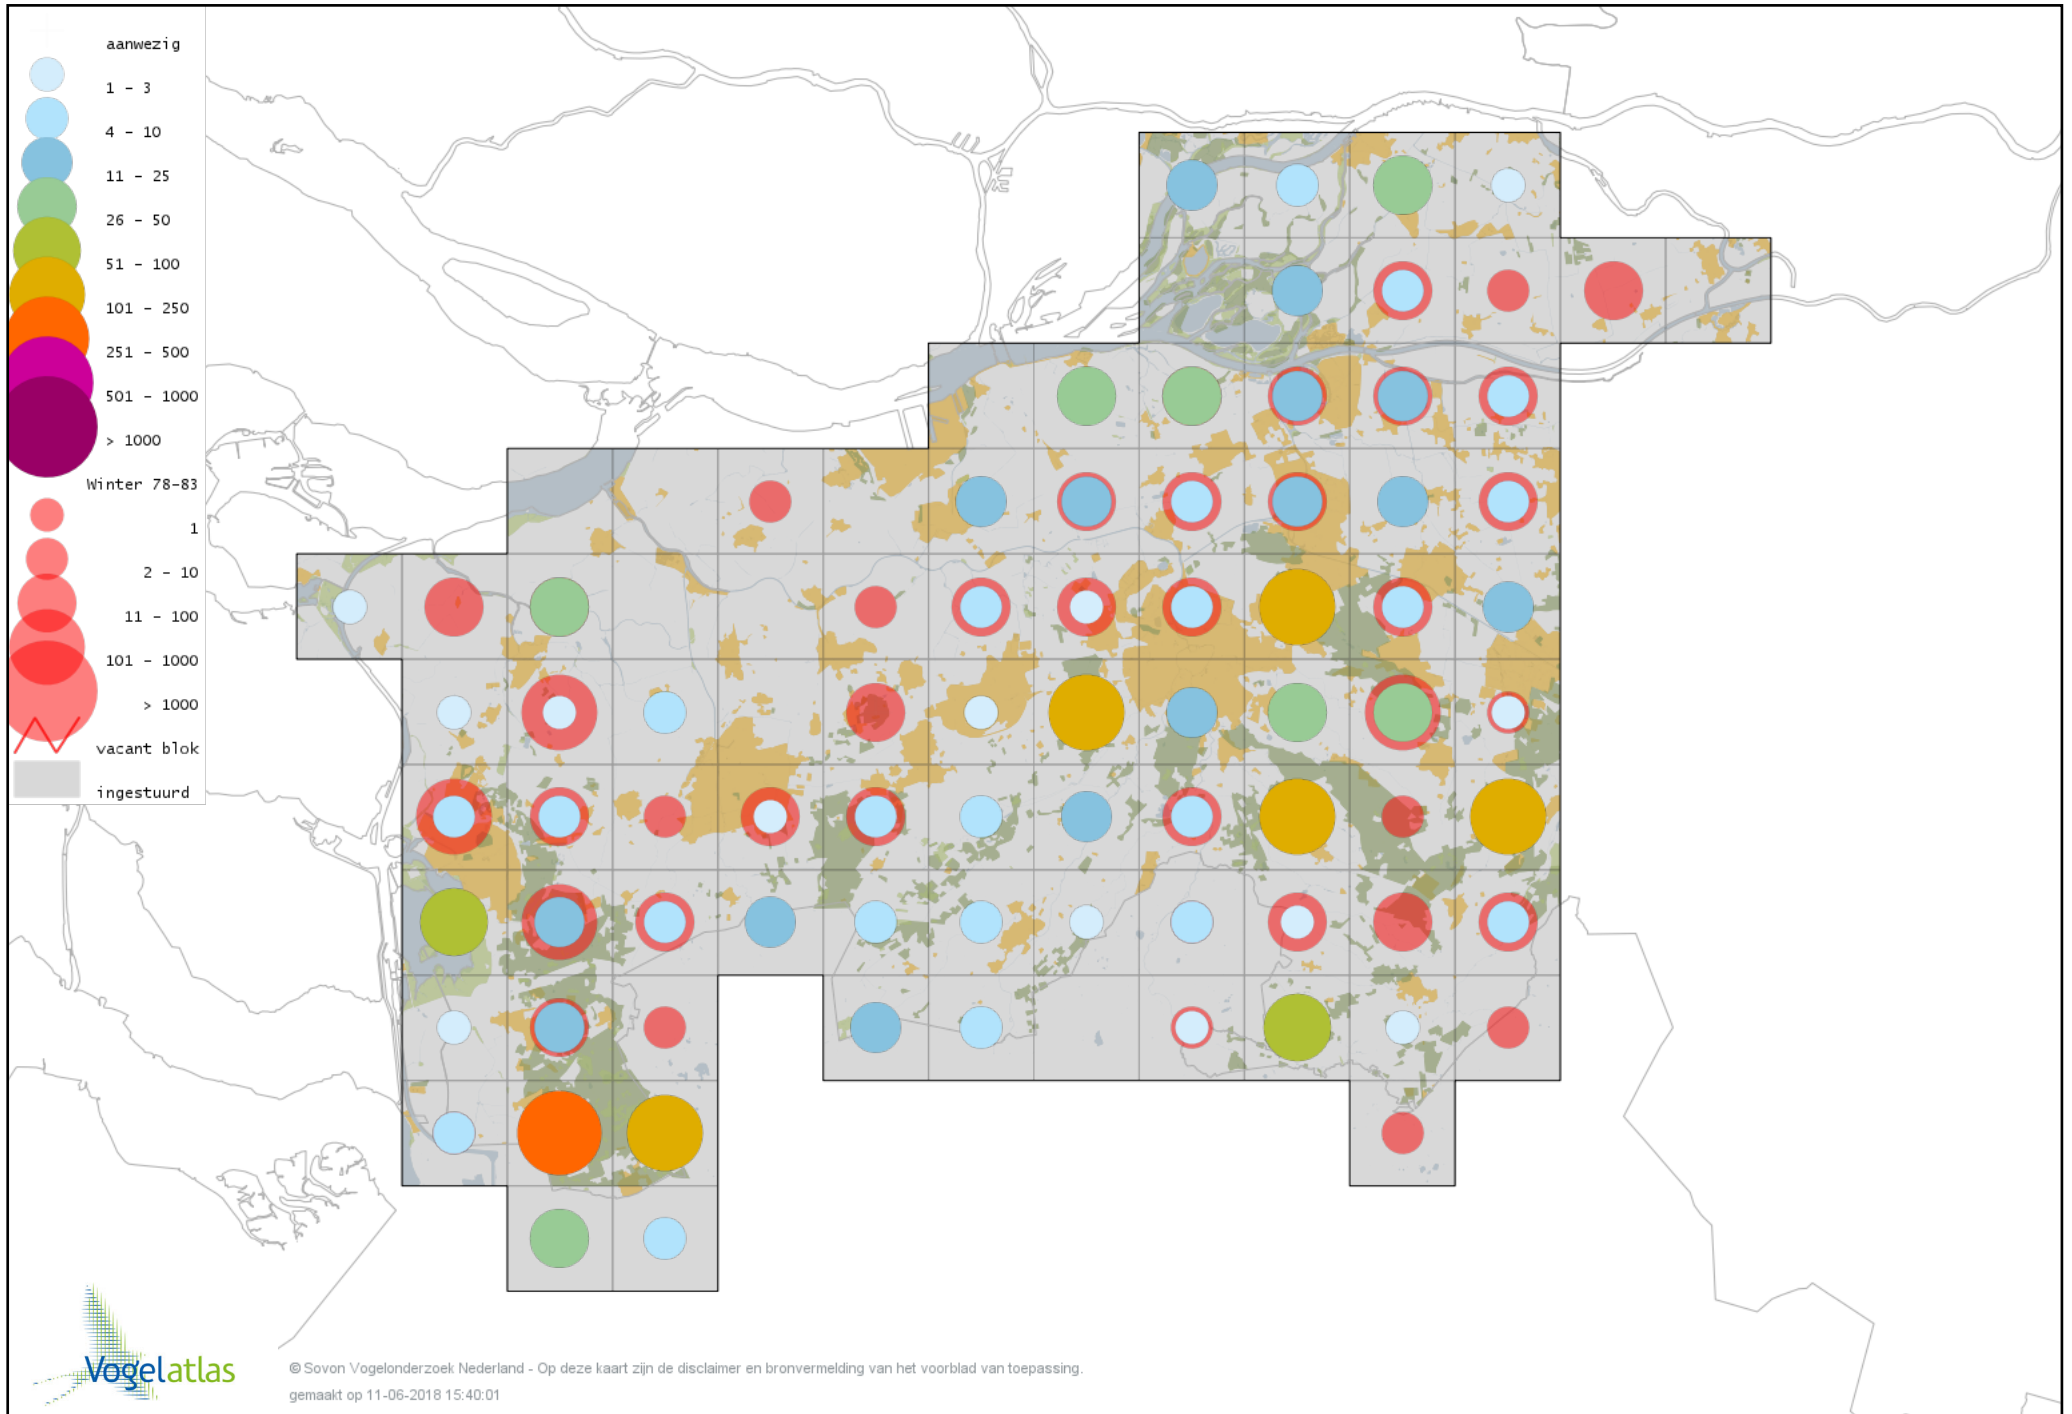 aanwezig
1 - 3
4 - 10
11 - 25
26 - 50
51 - 100
101 - 250
251 - 500
501 - 1000
> 1000
Winter 78-83
1
2 - 10
11 - 100
101 - 1000
> 1000
vacant blok
ingestuurd
Vogelatlas
© Sovon Vogelonderzoek Nederland - Op deze kaart zijn de disclaimer en bronvermelding van het voorblad van toepassing.
gemaakt op 11-06-2018 15:40:01